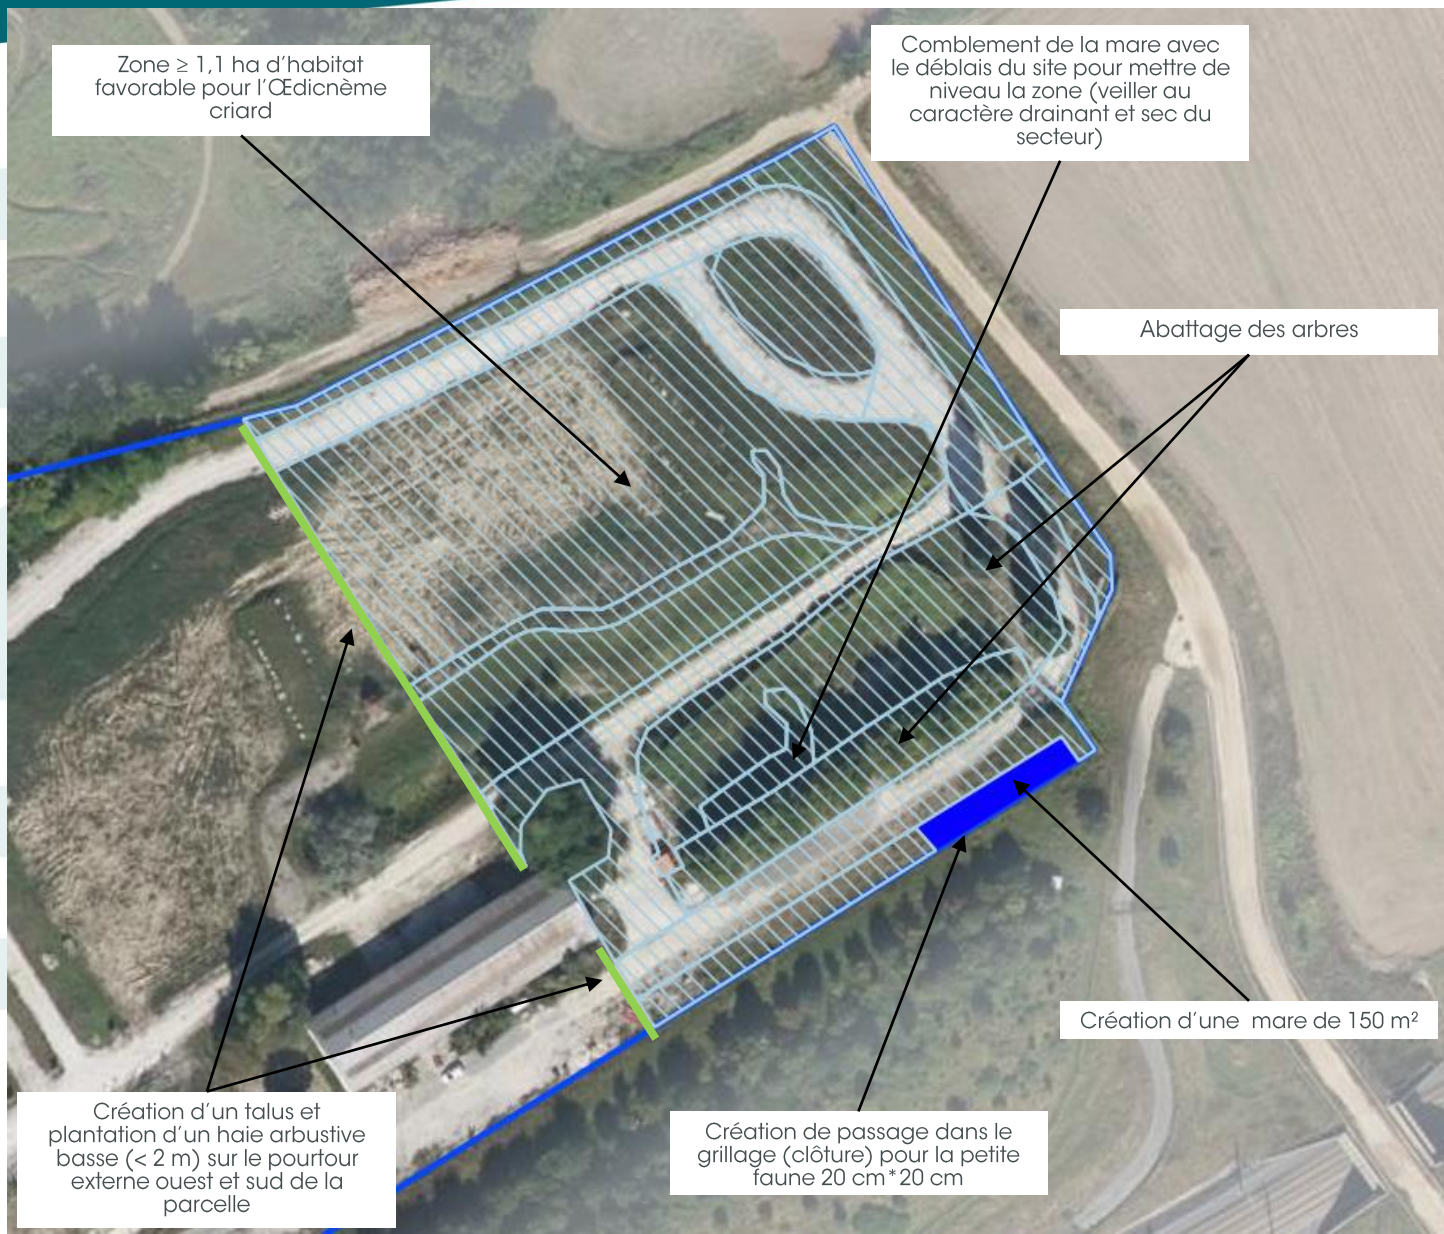 Zone ≥ 1,1 ha d'habitat
favorable pour l'Œdicnème
criard
Comblement de la mare avec
le déblais du site pour mettre de
niveau la zone (veiller au
caractère drainant et sec du
secteur)
Abattage des arbres
Création d'une  mare de 150 m²
Création de passage dans le
grillage (clôture) pour la petite
faune 20 cm*20 cm
Création d'un talus et
plantation d'un haie arbustive
basse (< 2 m) sur le pourtour
externe ouest et sud de la
parcelle